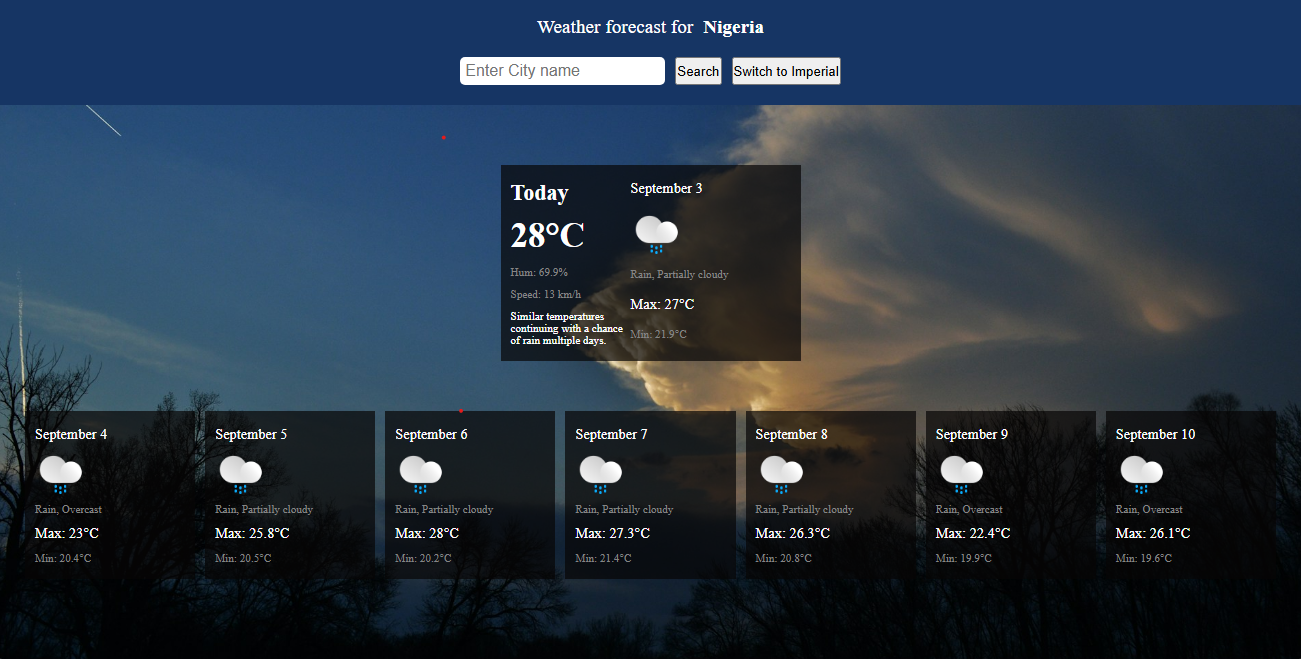 Weather forecast for Nigeria
Enter City name
Search
Switch to Imperial
Today
28°C
Hum: 69.9%
Speed: 13 km/h
Similar temperatures
continuing with a chance
of rain multiple days.
September 3
Rain, Partially cloudy
Max: 27°C
Min: 21.9°C
September 4
Rain, Overcast
Max: 23°C
Min: 20.4°C
September 5
Rain, Partially cloudy
Max: 25.8°C
Min: 20.5°C
September 6
Rain, Partially cloudy
Max: 28°C
Min: 20.2°C
September 7
Rain, Partially cloudy
Max: 27.3°C
Min: 21.4°C
September 8
Rain, Partially cloudy
Max: 26.3°C
Min: 20.8°C
September 9
Rain, Overcast
Max: 22.4°C
Min: 19.9°C
September 10
Rain, Overcast
Max: 26.1°C
Min: 19.6°C